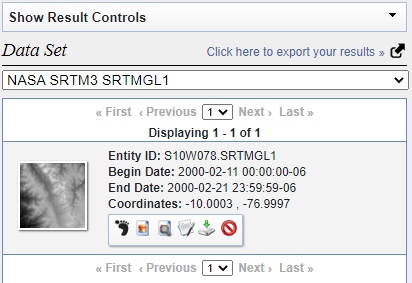 Show Result Controls
Data Set
Click here to export your results »
NASA SRTM3 SRTMGL1
« First ‹ Previous 1 Next › Last »
Displaying 1 - 1 of 1
Entity ID: S10W078.SRTMGL1
Begin Date: 2000-02-11 00:00:00-06
End Date: 2000-02-21 23:59:59-06
Coordinates: -10.0003 , -76.9997
« First ‹ Previous 1 Next › Last »